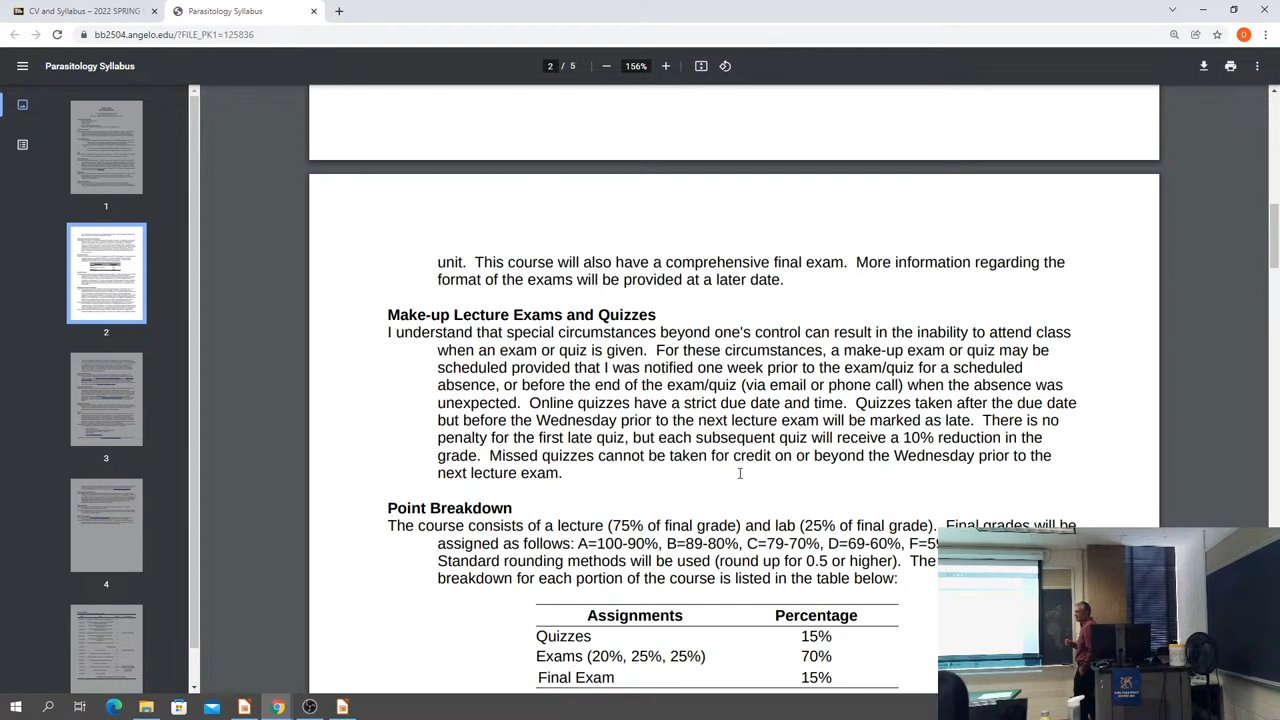 CV and Syllabus – 2022 SPRING
Parasitology Syllabus
bb2504.angelo.edu/?FILE_PK1=125836
D
Parasitology Syllabus
2 / 5
156%
1
2
3
4
unit. This course will also have a comprehensive final exam. More information regarding the
format of the exams will be provided at a later date.
Make-up Lecture Exams and Quizzes
I understand that special circumstances beyond one's control can result in the inability to attend class
when an exam or quiz is given. For these circumstances, a make-up exam or quiz may be
scheduled provided that I was notified one week prior to the exam/quiz for a scheduled
absence, or before the end of the exam/quiz (via email or phone call) when the absence was
unexpected. Online quizzes have a strict due date and time. Quizzes taken after the due date
but before the Wednesday prior to the next lecture exam will be marked as late. There is no
penalty for the first late quiz, but each subsequent quiz will receive a 10% reduction in the
grade. Missed quizzes cannot be taken for credit on or beyond the Wednesday prior to the
next lecture exam.
Point Breakdown
The course consists of a lecture (75% of final grade) and lab (25% of final grade). Final grades will be
assigned as follows: A=100-90%, B=89-80%, C=79-70%, D=69-60%, F=59
Standard rounding methods will be used (round up for 0.5 or higher). The
breakdown for each portion of the course is listed in the table below:
Assignments Percentage
Quizzes 15%
Exams (20%, 25%, 25%) 70%
Final Exam 15%